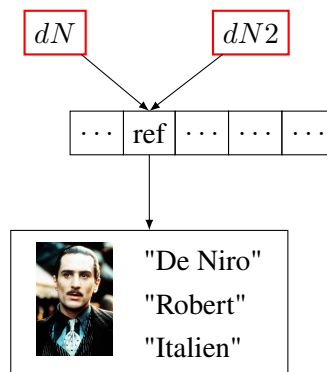 dN dN2
... ref ... ... ...
"De Niro"
"Robert"
"Italien"